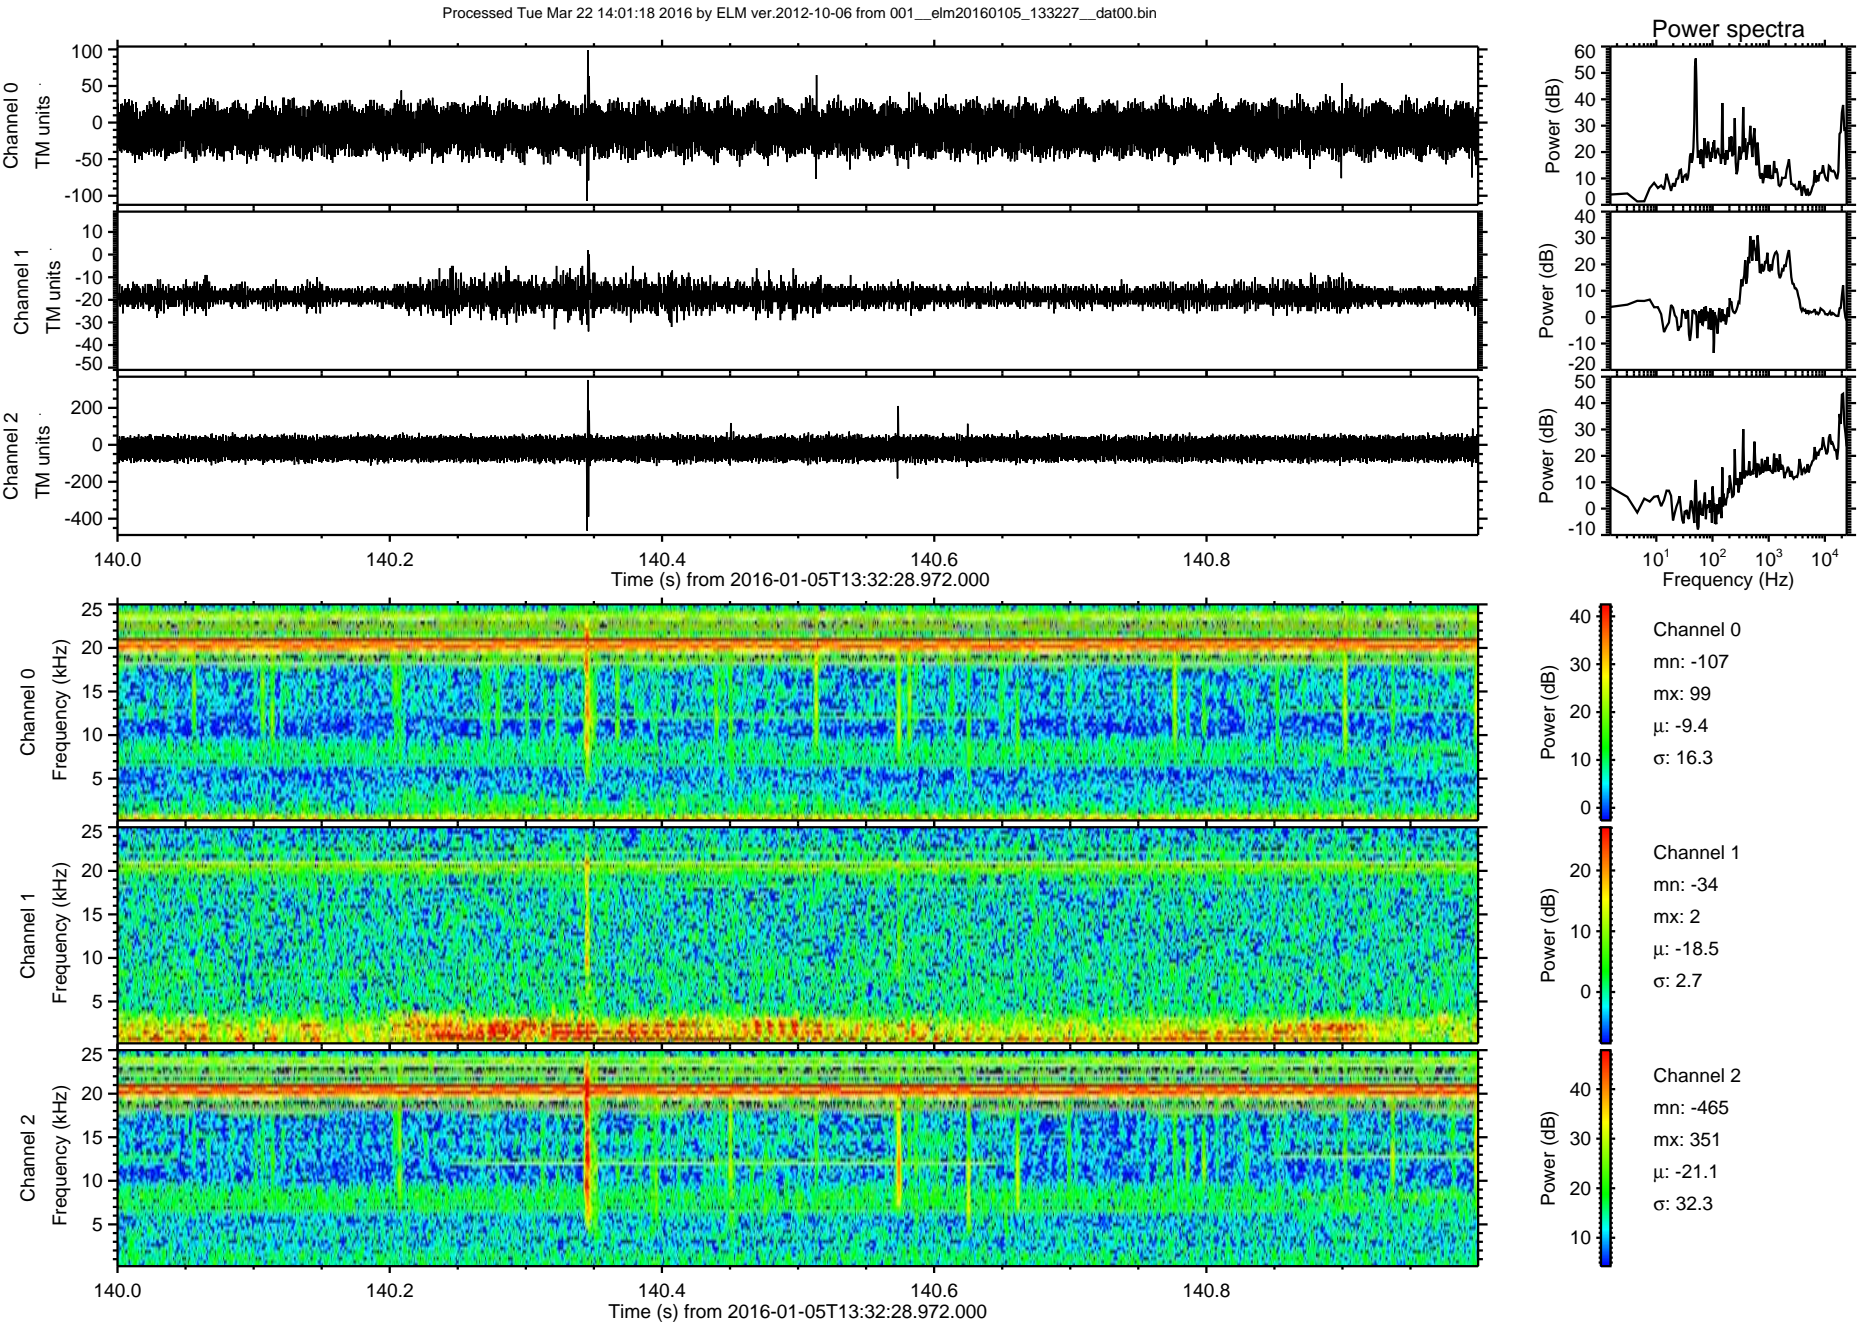 Processed Tue Mar 22 14:01:18 2016 by ELM ver.2012-10-06 from 001__elm20160105_133227__dat00.bin
Power spectra
Channel 0
TM units
100
50
0
-50
-100
Power (dB)
60
50
40
30
20
10
0
Channel 1
TM units
10
0
-10
-20
-30
-40
-50
Power (dB)
40
30
20
10
0
-10
-20
Channel 2
TM units
200
0
-200
-400
Power (dB)
50
40
30
20
10
0
-10
140.0 140.2 140.4 140.6 140.8
Time (s) from 2016-01-05T13:32:28.972.000
10^1 10^2 10^3 10^4
Frequency (Hz)
Channel 0
Frequency (kHz)
25
20
15
10
5
Power (dB)
40
30
20
10
0
Channel 0
mn: -107
mx: 99
μ: -9.4
σ: 16.3
Channel 1
Frequency (kHz)
25
20
15
10
5
Power (dB)
20
10
0
Channel 1
mn: -34
mx: 2
μ: -18.5
σ: 2.7
Channel 2
Frequency (kHz)
25
20
15
10
5
Power (dB)
40
30
20
10
Channel 2
mn: -465
mx: 351
μ: -21.1
σ: 32.3
140.0 140.2 140.4 140.6 140.8
Time (s) from 2016-01-05T13:32:28.972.000